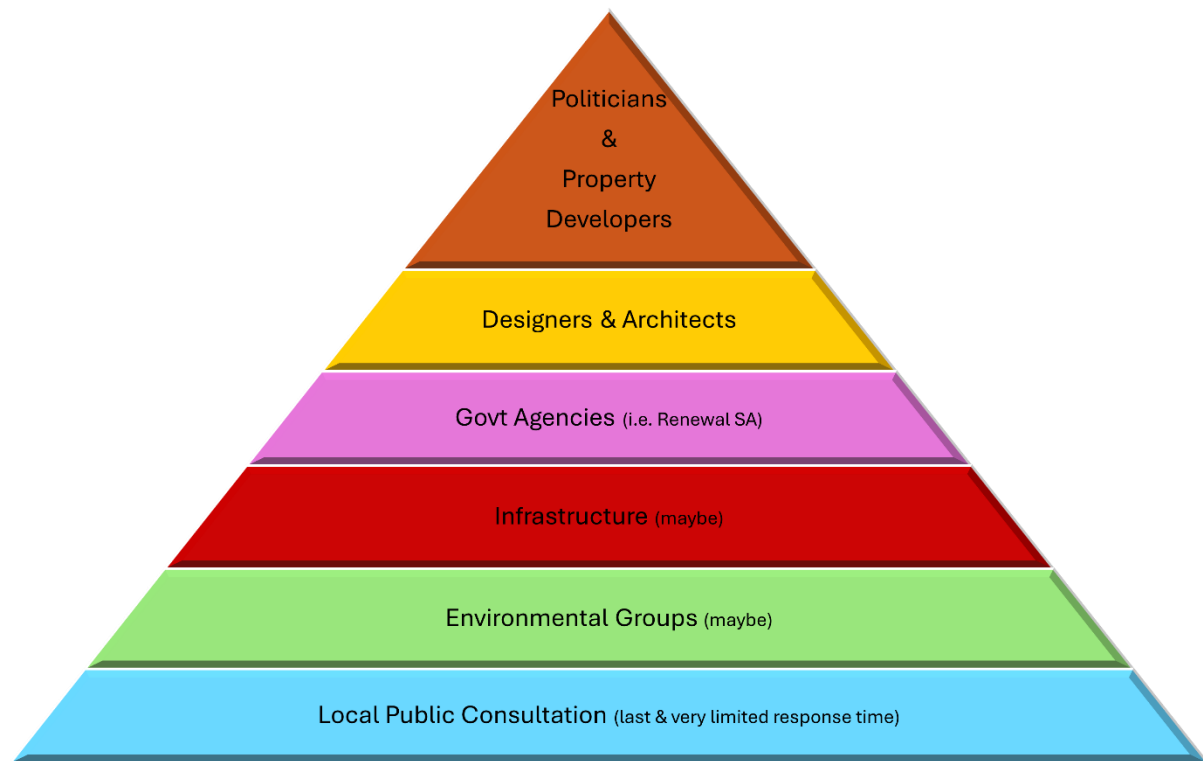 Politicians
&
Property
Developers
Designers & Architects
Govt Agencies (i.e. Renewal SA)
Infrastructure (maybe)
Environmental Groups (maybe)
Local Public Consultation (last & very limited response time)